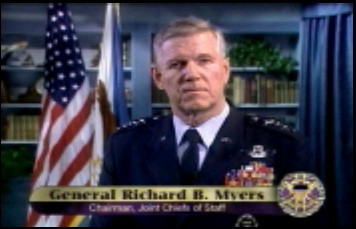 General Richard B. Myers
Chairman, Joint Chiefs of Staff